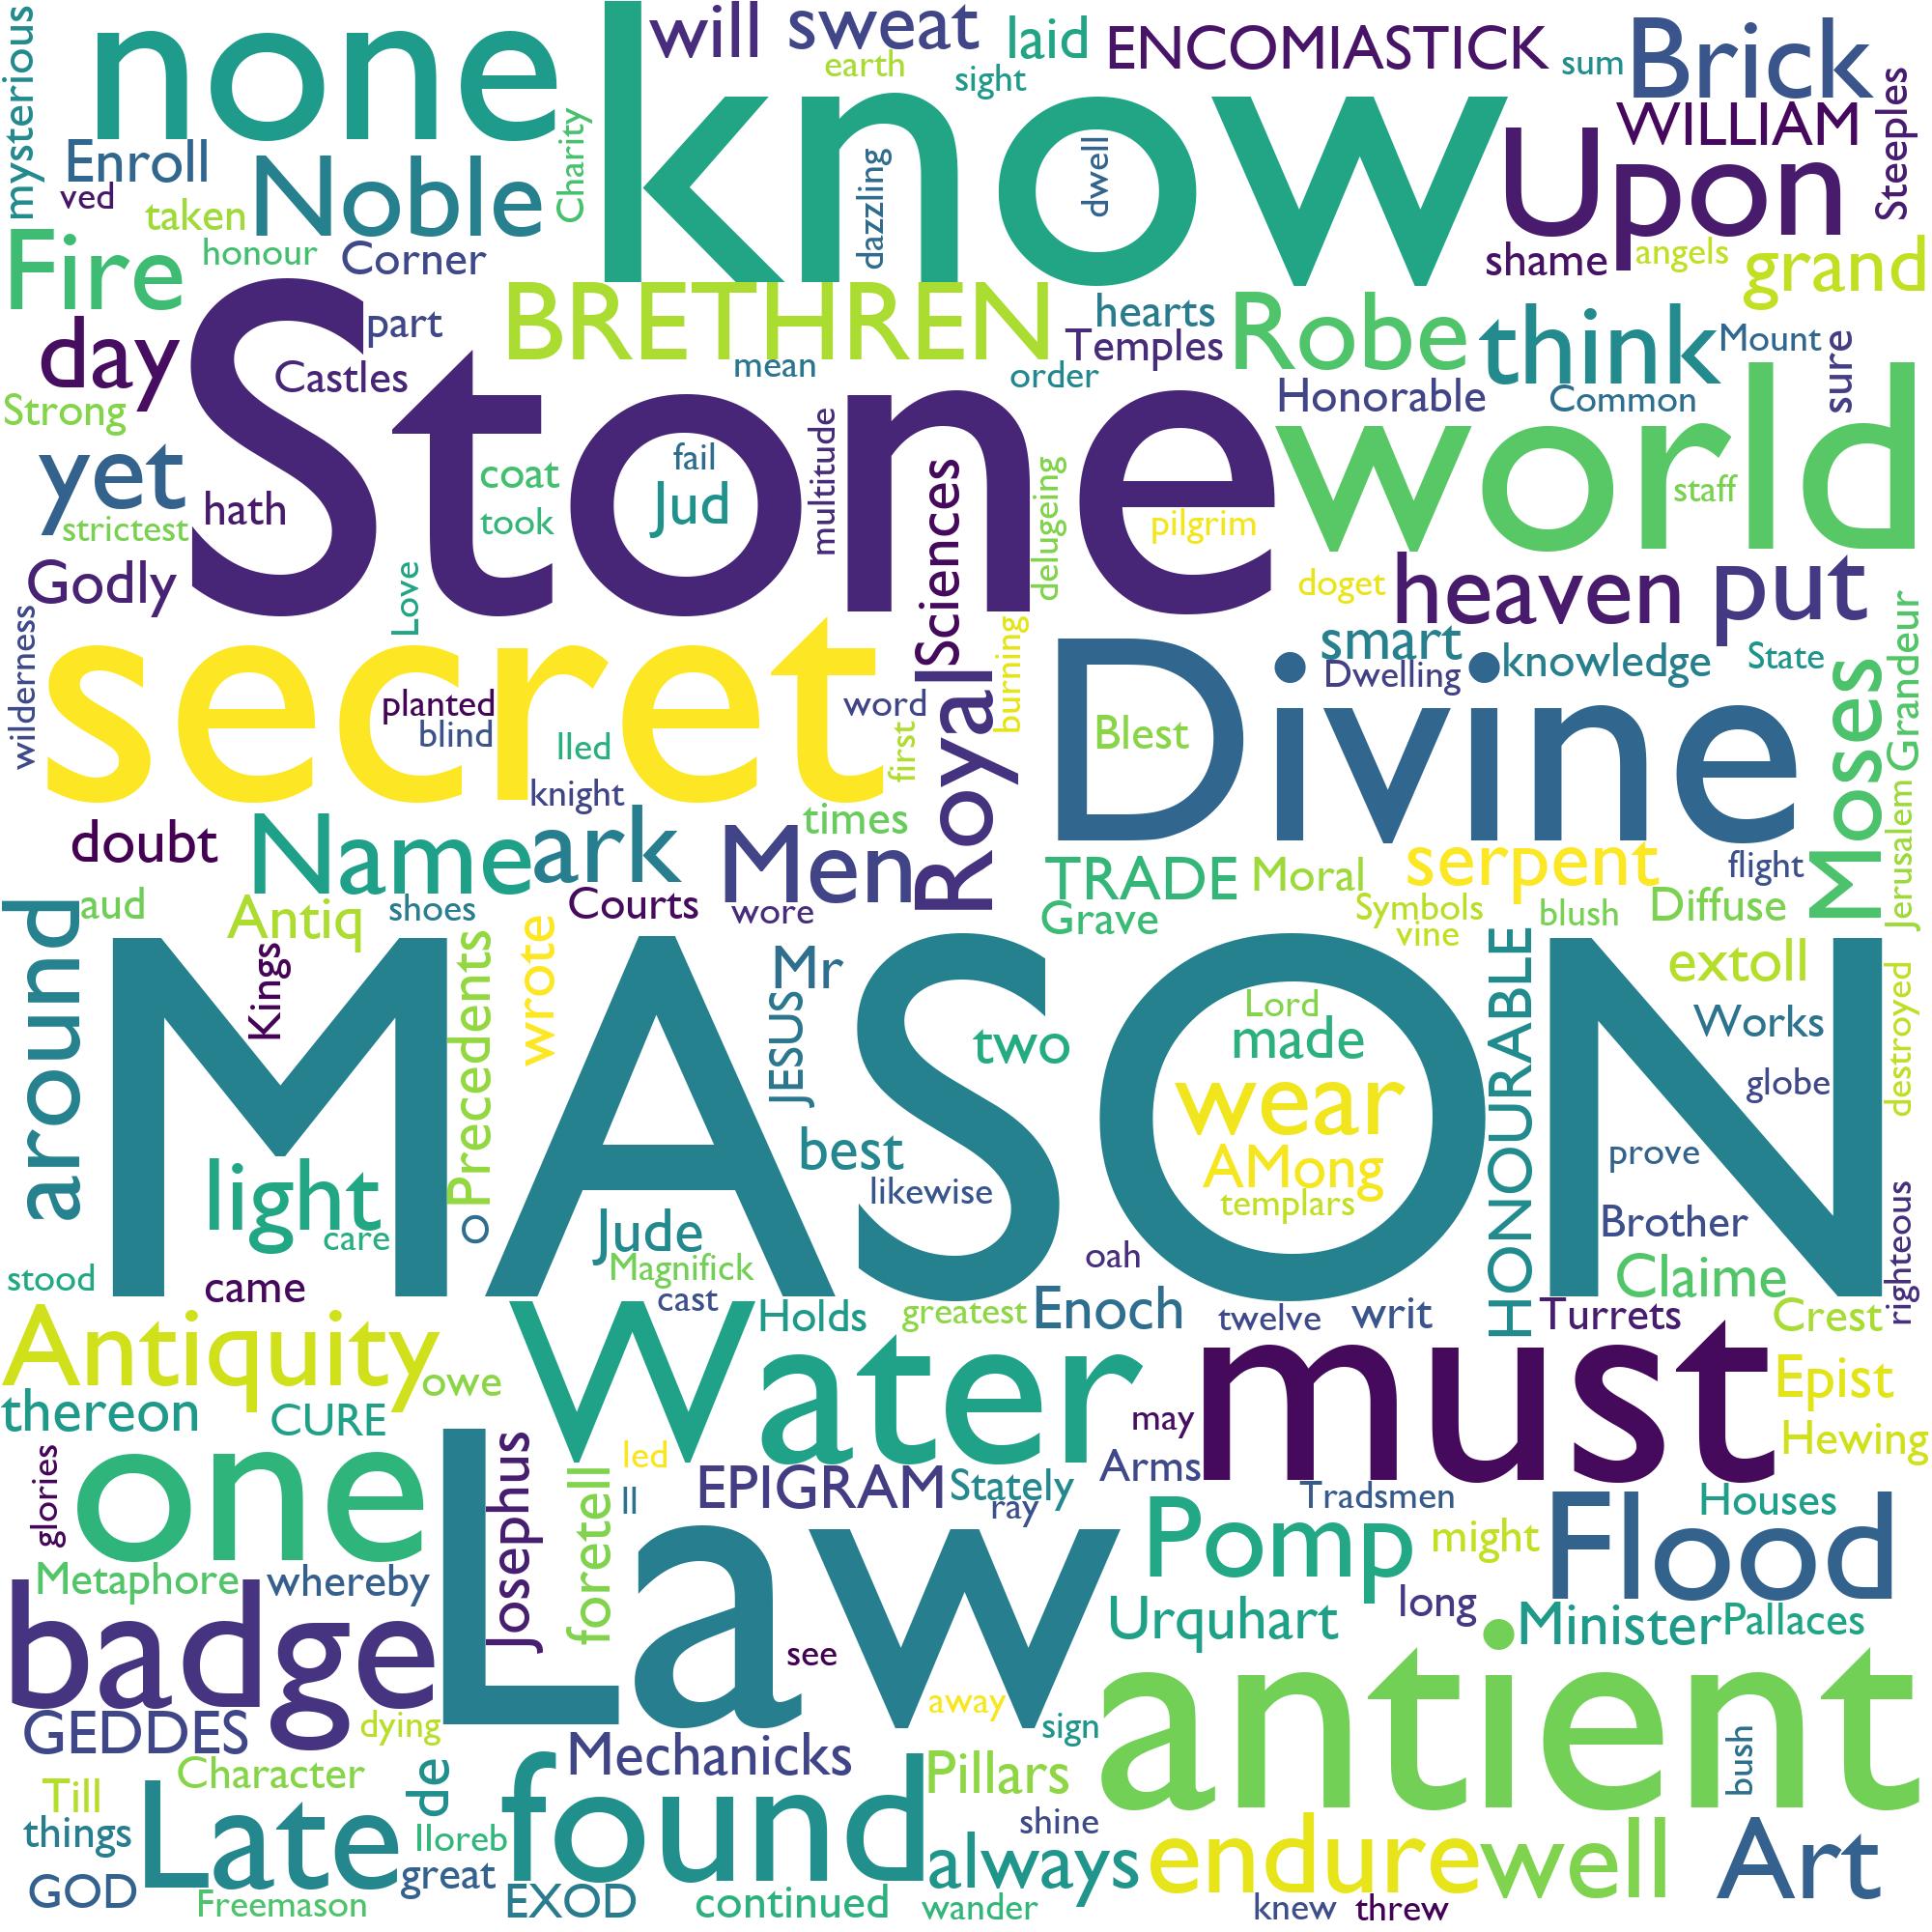 mysterious
none
know
will
sweat
laid
ENCOMIASTICK
sum
Brick
earth
sight
WILLIAM
Steeples
Enroll
Noble
Charity
dazzling
dwell
Upon
ved
taken
Fire
honour
Corner
shame
angels
grand
BRETHREN
day
part
hearts
Temples
Robe
think
Mount
sure
Castles
mean
order
Honorable
Common
Strong
Stone
world
yet
hath
coat
fail
Jud
multitude
Sciences
delugeing
pilgrim
staff
strictest
took
Godly
Love
doget
heaven
put
wilderness
secret
burning
Divine
smart
Dwelling
knowledge
State
Grandeur
planted
blind
word
Royal
Blest
Moses
lled
first
knight
times
doubt
Name
ark
Men
TRADE
Moral
serpent
flight
Jerusalem
aud
Antiq
shoes
Courts
wore
Grave
Symbols
vine
blush
Diffuse
around
MASON
Kings
Precedents
wrote
Mr
JESUS
two
Lord
made
HONOURABLE
extoll
Works
globe
destroyed
wear
best
AMong
prove
light
likewise
templars
Brother
care
o
Jude
oah
Claime
righteous
stood
came
Magnifick
cast
Holds
greatest
Enoch
twelve
writ
Turrets
Crest
Antiquity
Water
must
owe
Epist
thereon
CURE
may
Hewing
glories
one
Law
Josephus
foretell
led
ll
EPIGRAM
Stately
ray
Arms
Tradsmen
Houses
Metaphore
whereby
Pomp
might
Flood
badge
long
Urquhart
Minister
Pallaces
see
antient
GEDDES
dying
away
sign
Mechanicks
bush
Character
de
found
Pillars
Till
Late
things
lloreb
shine
great
always
endure
well
Art
GOD
Freemason
EXOD
continued
wander
knew
threw